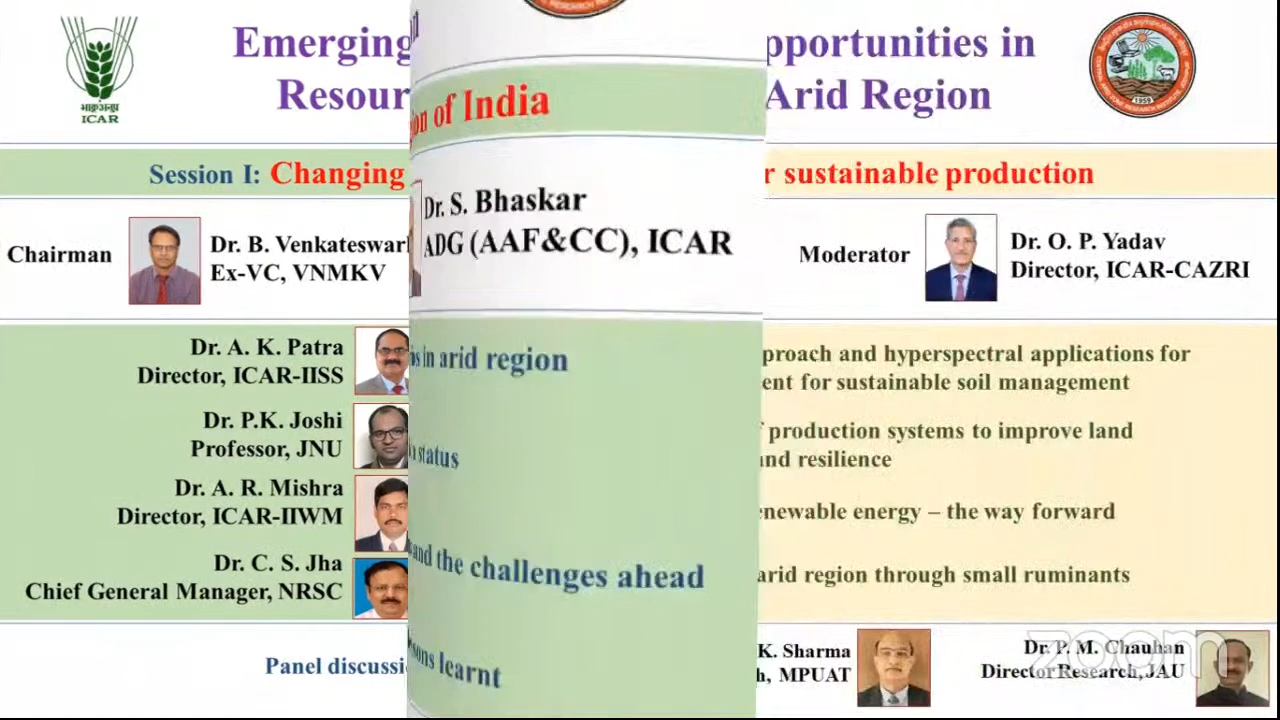 Emerging
pportunities in
Resour
Arid Region
भाकृअनुप
ICAR
1959
on of India
Session I: Changing
r sustainable production
Chairman
Dr. B. Venkateswarl
Ex-VC, VNMKV
Dr. S. Bhaskar
ADG (AAF&CC), ICAR
Moderator
Dr. O. P. Yadav
Director, ICAR-CAZRI
Dr. A. K. Patra
Director, ICAR-IISS
in arid region
proach and hyperspectral applications for
ent for sustainable soil management
Dr. P.K. Joshi
Professor, JNU
status
production systems to improve land
nd resilience
Dr. A. R. Mishra
Director, ICAR-IIWM
enewable energy – the way forward
Dr. C. S. Jha
Chief General Manager, NRSC
and the challenges ahead
arid region through small ruminants
Panel discussi
sons learnt
K. Sharma
h, MPUAT
Dr. P. M. Chauhan
Director Research, JAU
zoom